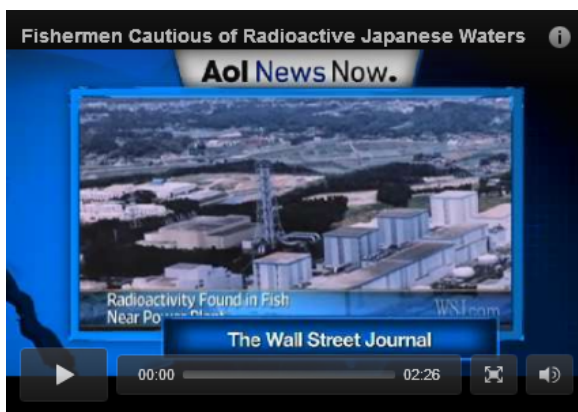 Fishermen Cautious of Radioactive Japanese Waters
Aol News Now.
Radioactivity Found in Fish
Near Power Plant
WSJ.com
The Wall Street Journal
00:00
02:26